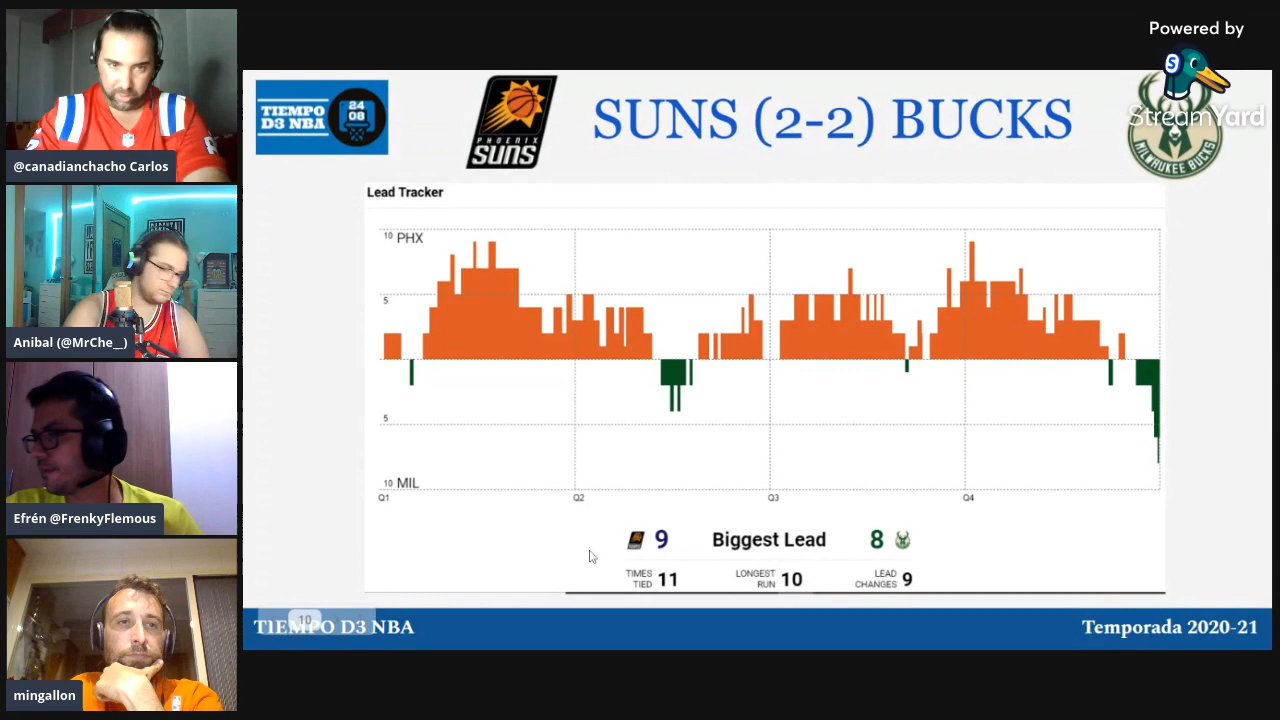 @canadianchacho Carlos
Anibal (@MrChe__)
Efrén @FrenkyFlemous
mingallon
Powered by
S
StreamYard
TIEMPO
D3 NBA
24
08
PHOENIX
SUNS
SUNS (2-2) BUCKS
MILWAUKEE BUCKS
Lead Tracker
10 PHX
5
5
10 MIL
Q1 Q2 Q3 Q4
9 Biggest Lead 8
TIMES TIED 11 LONGEST RUN 10 LEAD CHANGES 9
10
TIEMPO D3 NBA
Temporada 2020-21